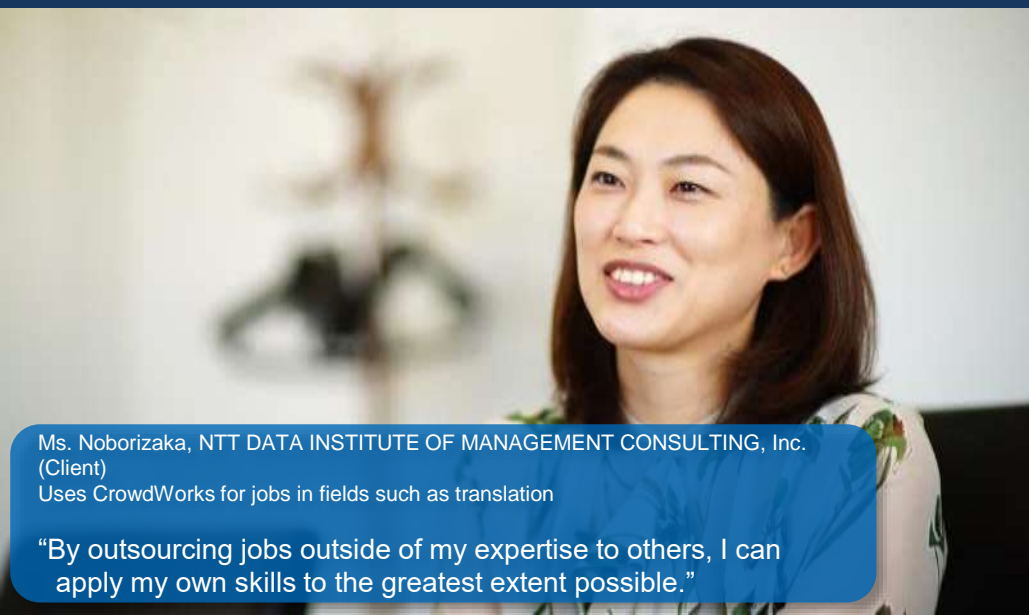 Ms. Noborizaka, NTT DATA INSTITUTE OF MANAGEMENT CONSULTING, Inc.
(Client)
Uses CrowdWorks for jobs in fields such as translation
“By outsourcing jobs outside of my expertise to others, I can
apply my own skills to the greatest extent possible.”